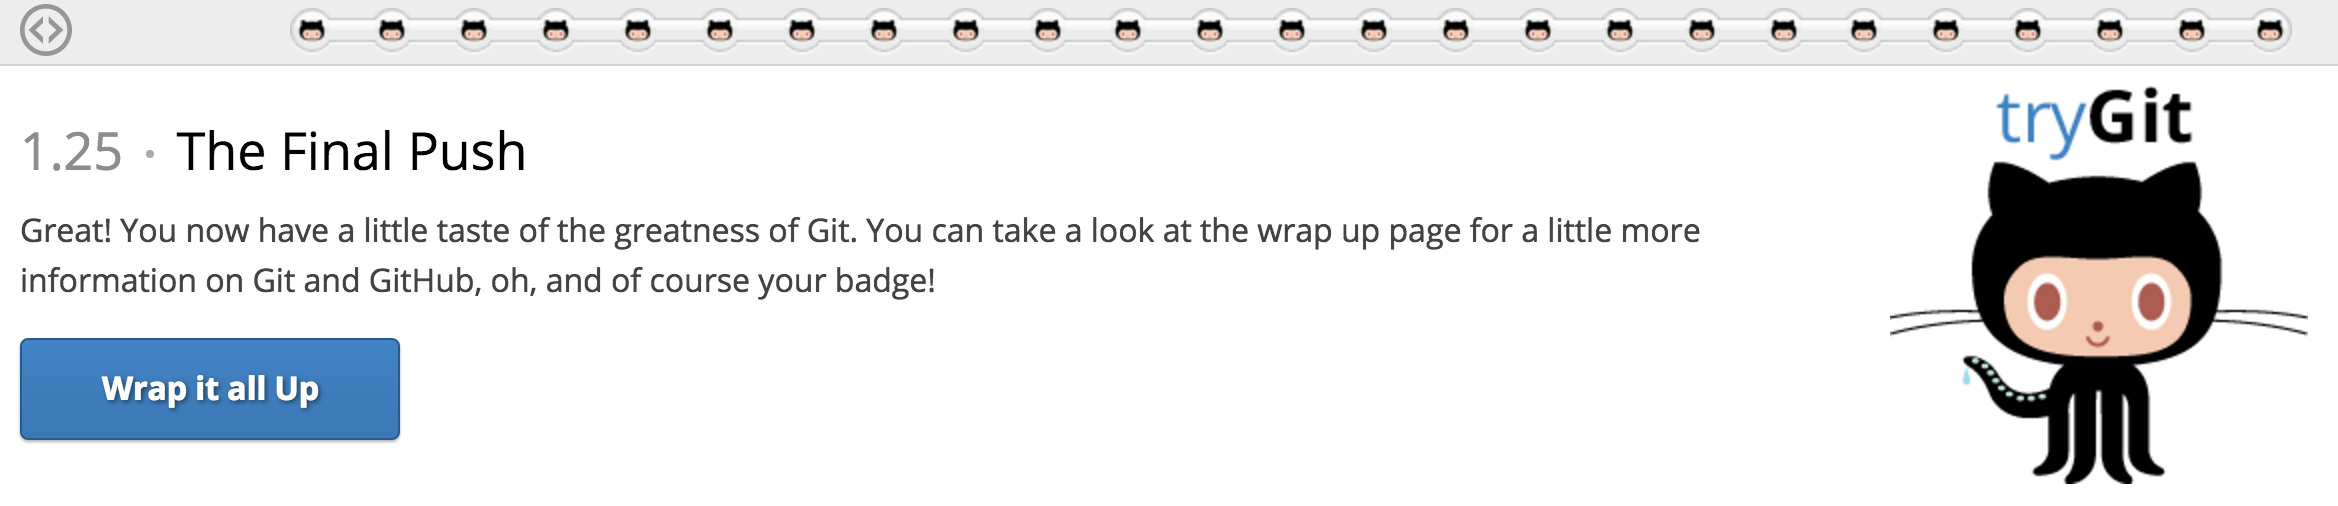 tryGit
1.25 · The Final Push
Great! You now have a little taste of the greatness of Git. You can take a look at the wrap up page for a little more
information on Git and GitHub, oh, and of course your badge!
Wrap it all Up